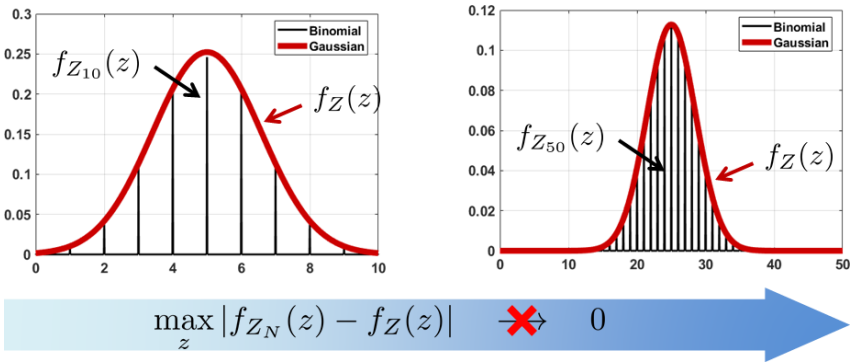 0.3
0.25
0.2
0.15
0.1
0.05
0
0 2 4 6 8 10
Binomial
Gaussian
f_{Z_{10}}(z)
f_Z(z)
0.12
0.1
0.08
0.06
0.04
0.02
0
0 10 20 30 40 50
Binomial
Gaussian
f_{Z_{50}}(z)
f_Z(z)
max_z |f_{Z_N}(z) − f_Z(z)| → 0